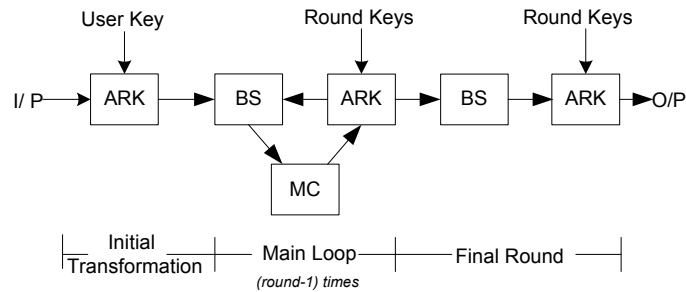 User Key
Round Keys
Round Keys
I/ P
ARK
BS
ARK
BS
ARK
O/P
MC
Initial
Transformation
Main Loop
(round-1) times
Final Round